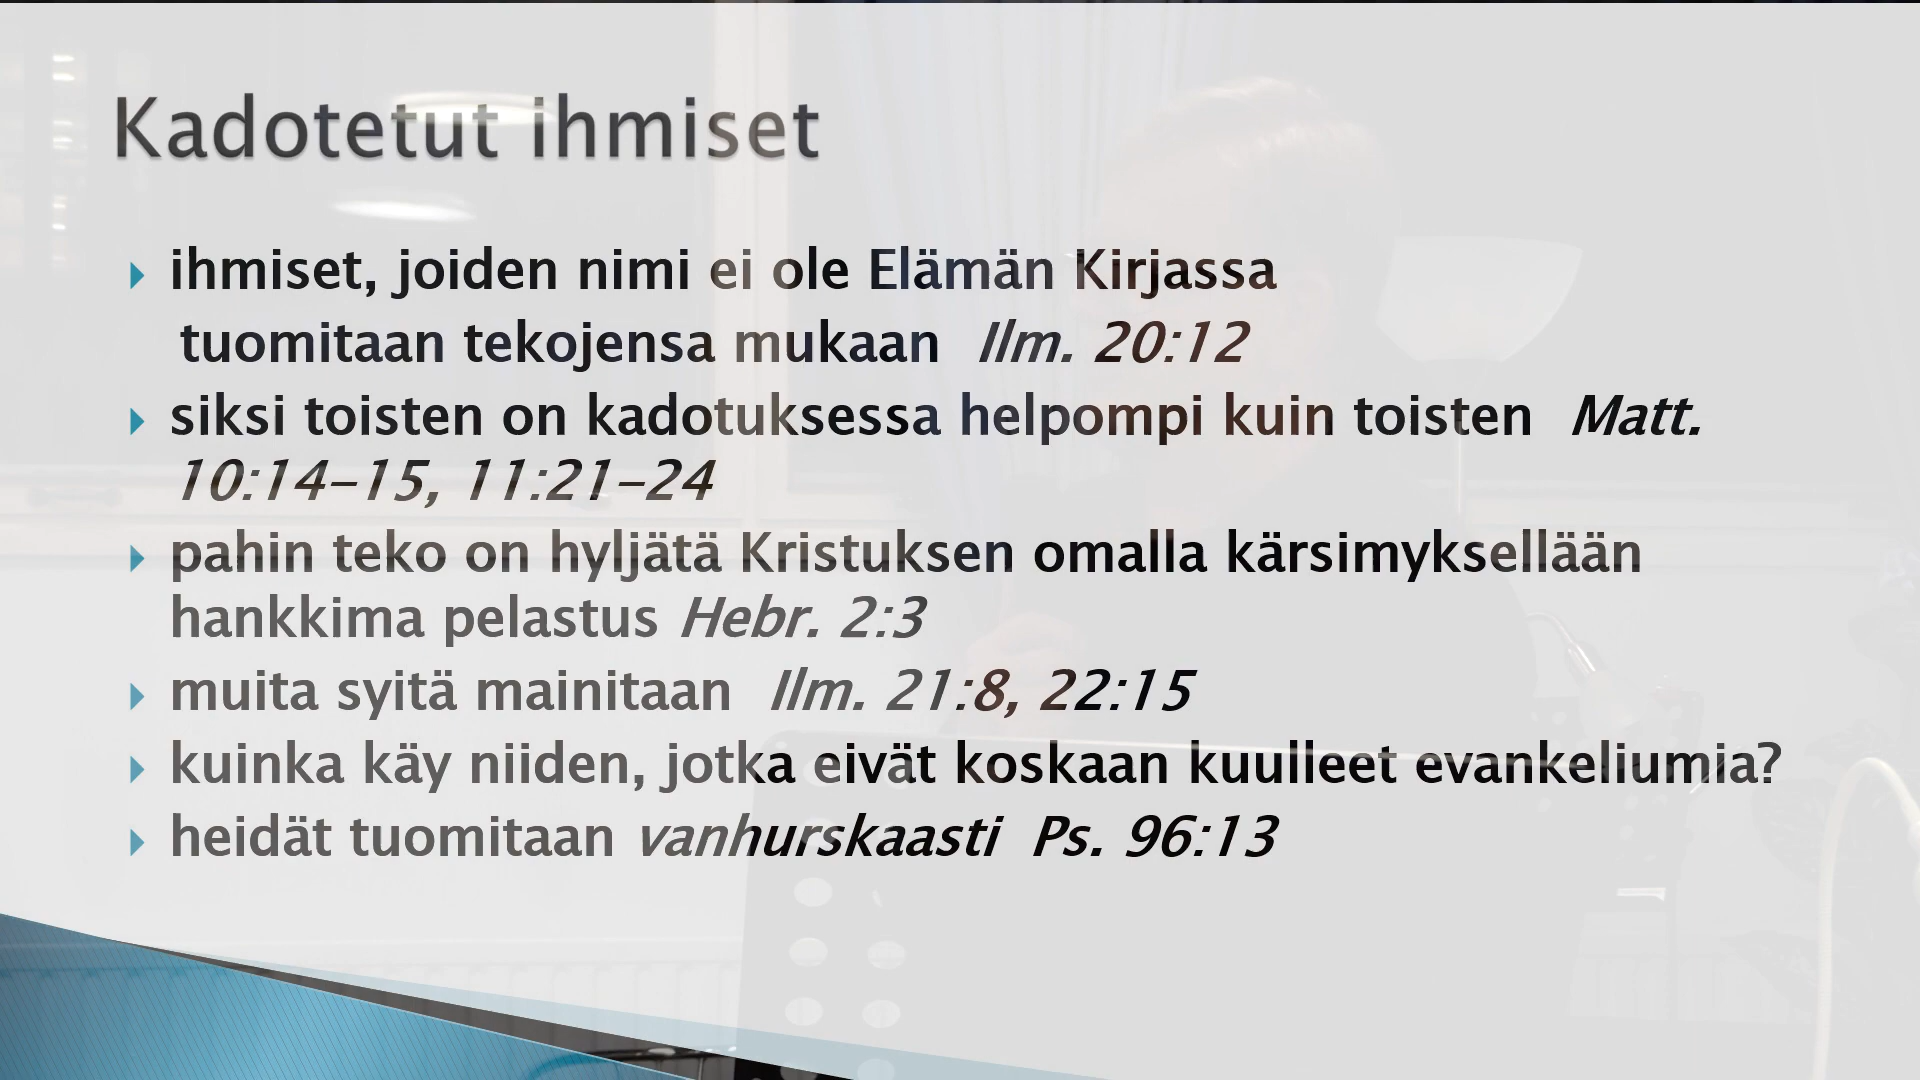 Kadotetut ihmiset
ihmiset, joiden nimi ei ole Elämän Kirjassa
tuomitaan tekojensa mukaan Ilm. 20:12
siksi toisten on kadotuksessa helpompi kuin toisten Matt.
10:14-15, 11:21-24
pahin teko on hyljätä Kristuksen omalla kärsimyksellään
hankkima pelastus Hebr. 2:3
muita syitä mainitaan Ilm. 21:8, 22:15
kuinka käy niiden, jotka eivät koskaan kuulleet evankeliumia?
heidät tuomitaan vanhurskaasti Ps. 96:13